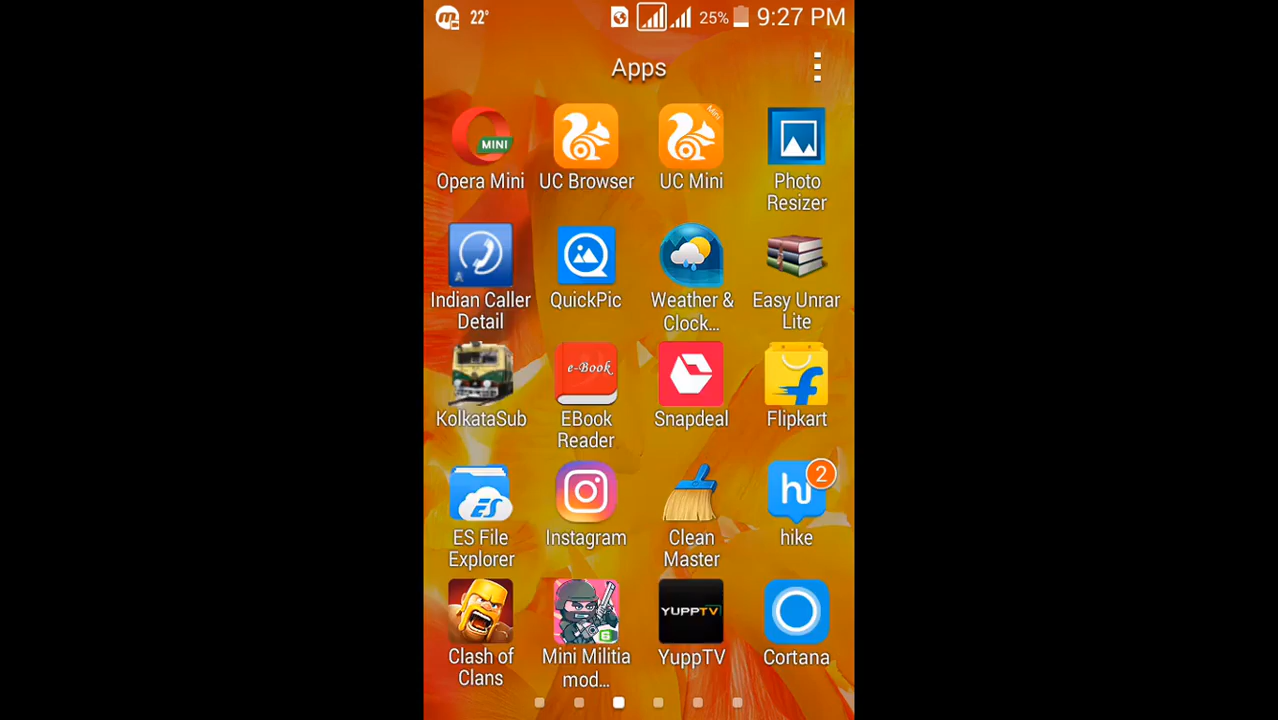 22°
25% 9:27 PM
Apps
MINI
Mini
Opera Mini UC Browser UC Mini Photo Resizer
Indian Caller Detail QuickPic Weather & Clock... Easy Unrar Lite
e-Book
KolkataSub EBook Reader Snapdeal Flipkart
ES
hi
2
ES File Explorer Instagram Clean Master hike
6
YUPPTV
Clash of Clans Mini Militia mod... YuppTV Cortana